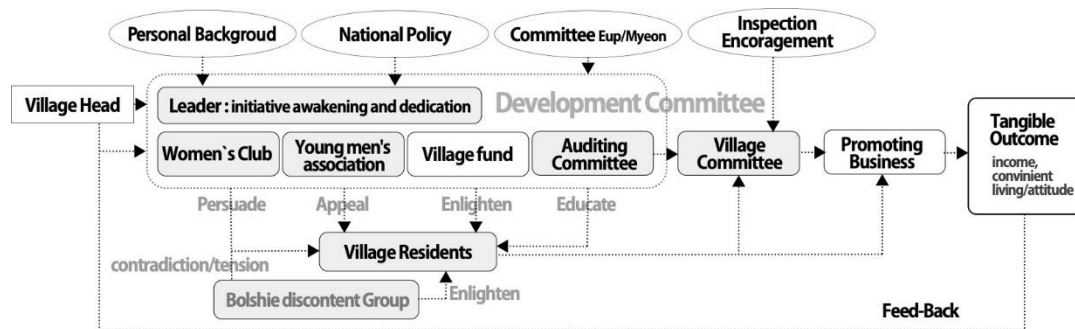 Personal Backgroud
National Policy
Committee Eup/Myeon
Inspection
Encoragement
Village Head
Leader : initiative awakening and dedication
Development Committee
Women`s Club
Young men's
association
Village fund
Auditing
Committee
Village
Committee
Promoting
Business
Tangible
Outcome
income,
convinient
living/attitude
Persuade
Appeal
Enlighten
Educate
Village Residents
contradiction/tension
Bolshie discontent Group
Enlighten
Feed-Back